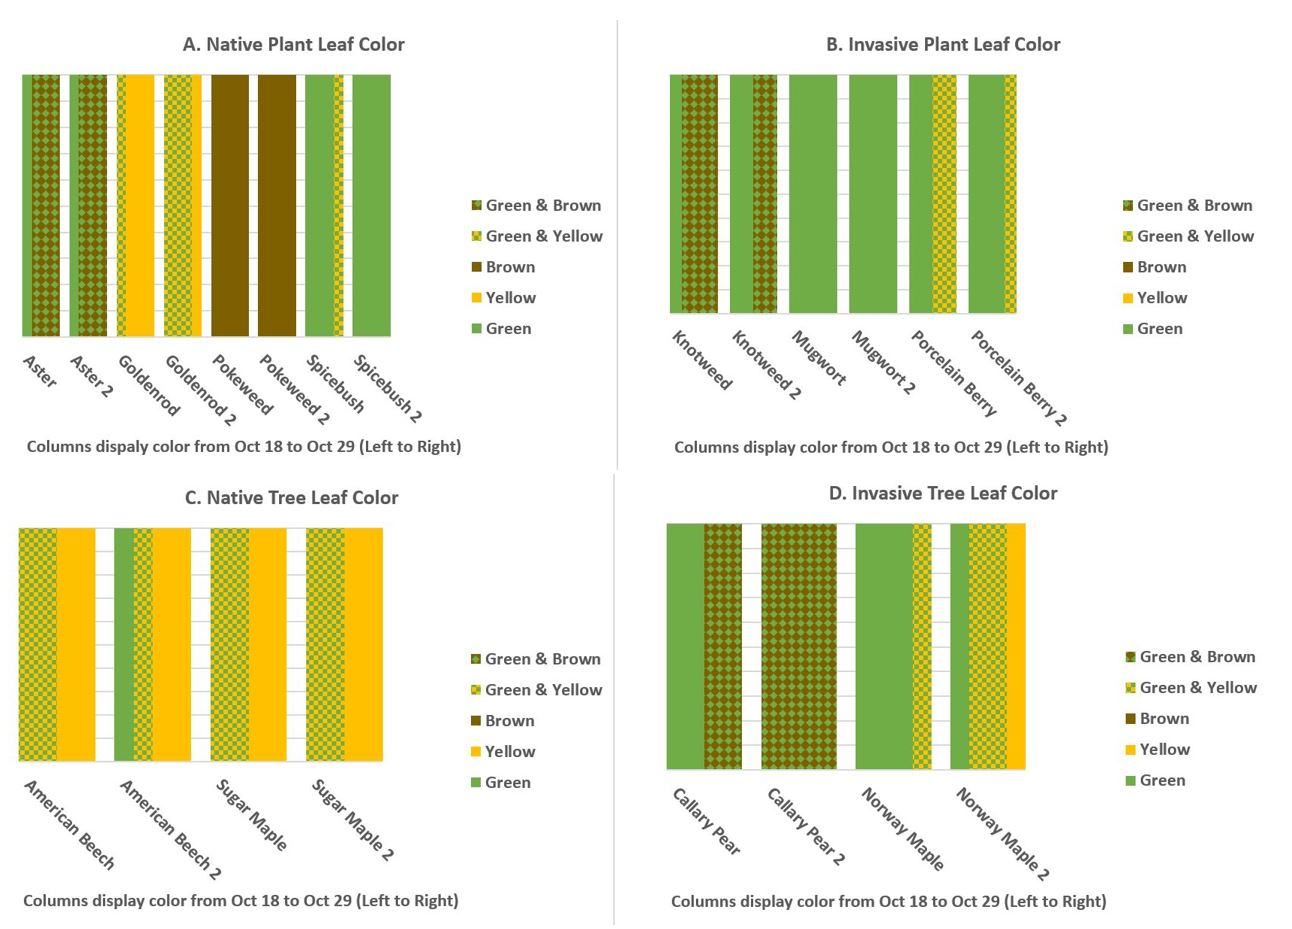 A. Native Plant Leaf Color
Green & Brown
Green & Yellow
Brown
Yellow
Green
Aster
Aster 2
Goldenrod
Goldenrod 2
Pokeweed
Pokeweed 2
Spicebush
Spicebush 2
Columns dispaly color from Oct 18 to Oct 29 (Left to Right)
B. Invasive Plant Leaf Color
Green & Brown
Green & Yellow
Brown
Yellow
Green
Knotweed
Knotweed 2
Mugwort
Mugwort 2
Porcelain Berry
Porcelain Berry 2
Columns display color from Oct 18 to Oct 29 (Left to Right)
C. Native Tree Leaf Color
Green & Brown
Green & Yellow
Brown
Yellow
Green
American Beech
American Beech 2
Sugar Maple
Sugar Maple 2
Columns display color from Oct 18 to Oct 29 (Left to Right)
D. Invasive Tree Leaf Color
Green & Brown
Green & Yellow
Brown
Yellow
Green
Callary Pear
Callary Pear 2
Norway Maple
Norway Maple 2
Columns display color from Oct 18 to Oct 29 (Left to Right)